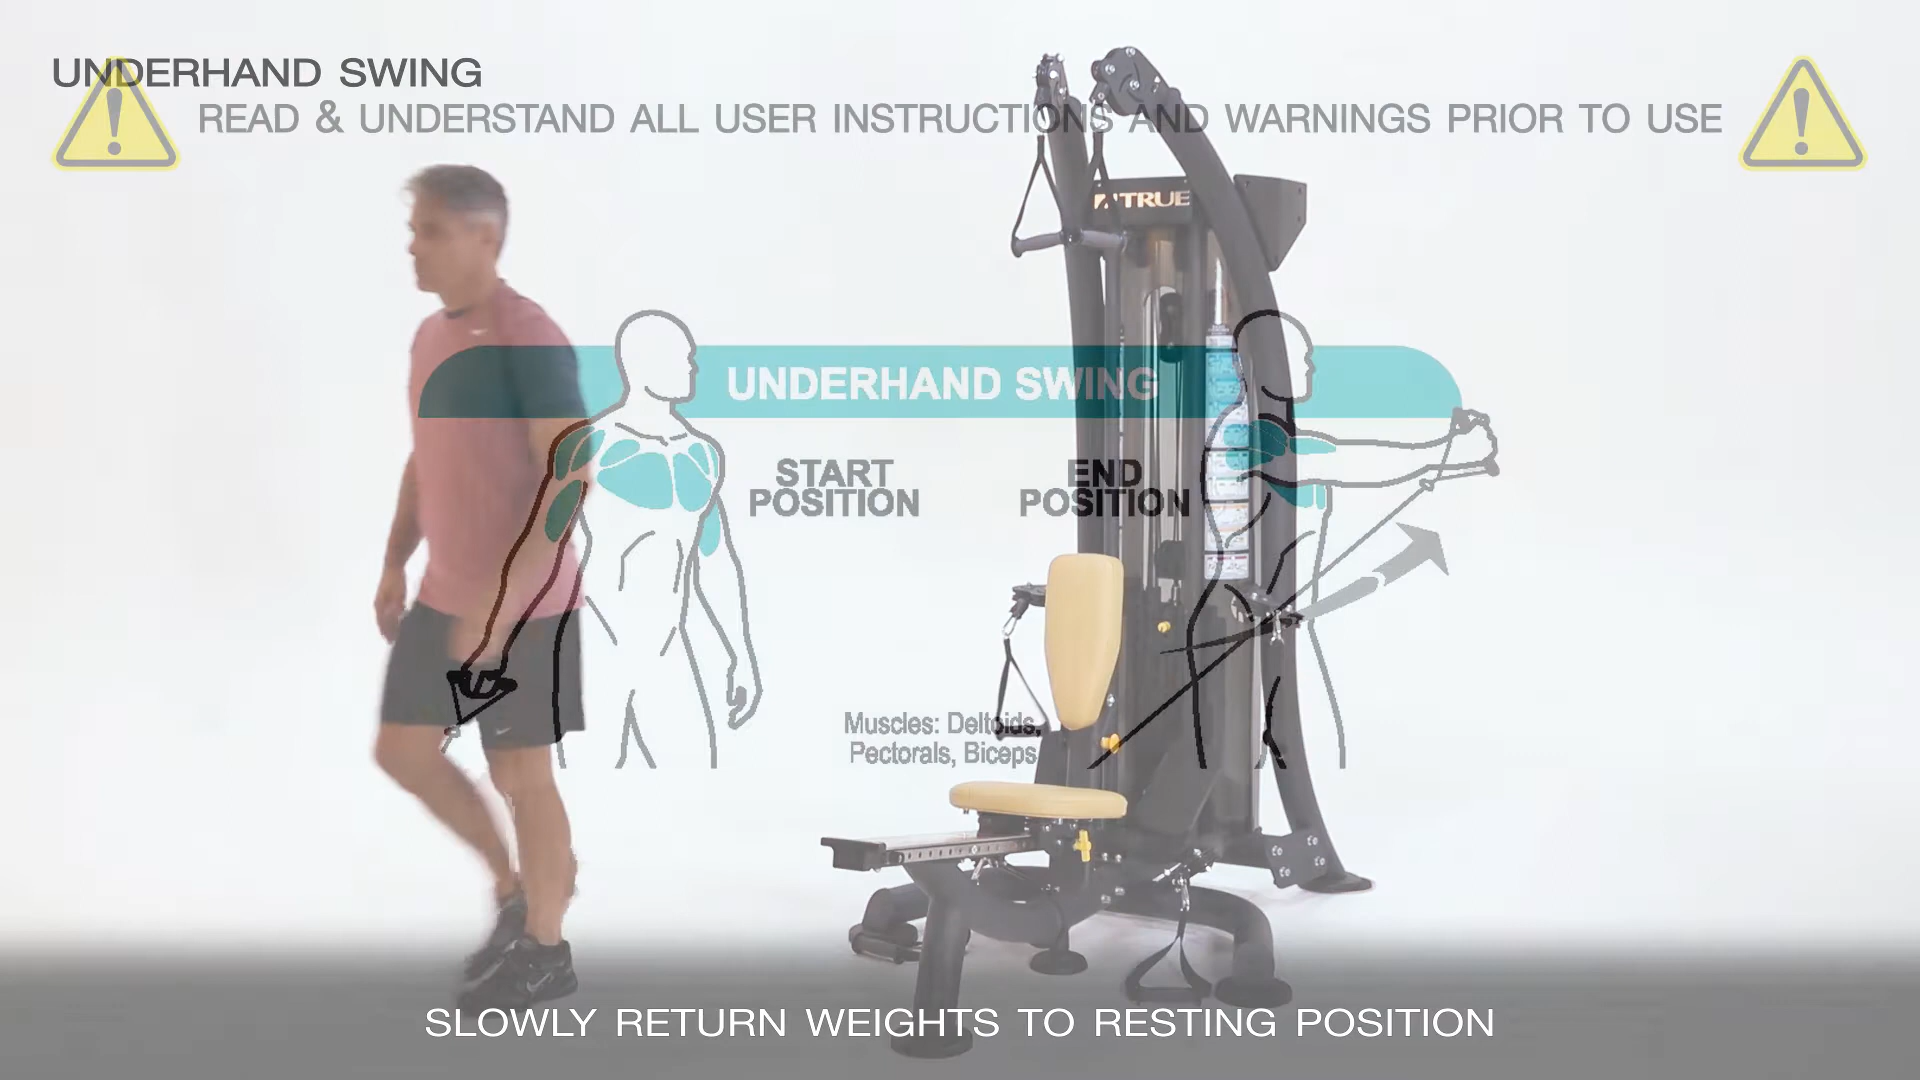 UNDERHAND SWING
READ & UNDERSTAND ALL USER INSTRUCTIONS AND WARNINGS PRIOR TO USE
TRUE
UNDERHAND SWING
START
POSITION
END
POSITION
Muscles: Deltoids,
Pectorals, Biceps
SLOWLY RETURN WEIGHTS TO RESTING POSITION